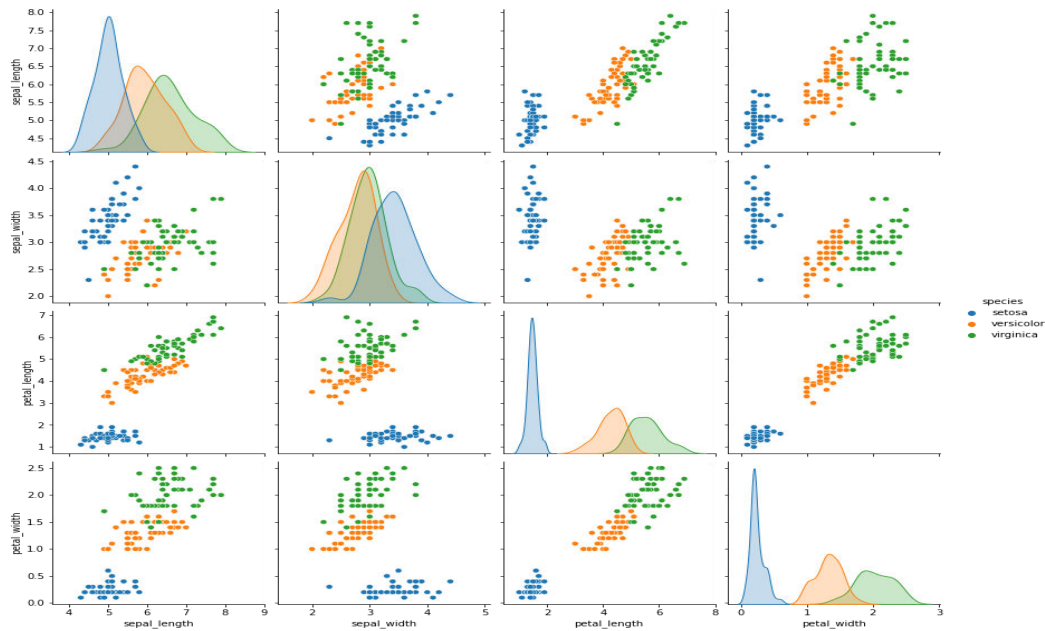 8.0
7.5
7.0
6.5
6.0
5.5
5.0
4.5
sepal_length
4.5
4.0
3.5
3.0
2.5
2.0
sepal_width
7
6
5
4
3
2
1
petal_length
2.5
2.0
1.5
1.0
0.5
0.0
petal_width
4 5 6 7 8 9
sepal_length
2 3 4 5
sepal_width
2 4 6 8
petal_length
0 1 2 3
petal_width
species
setosa
versicolor
virginica